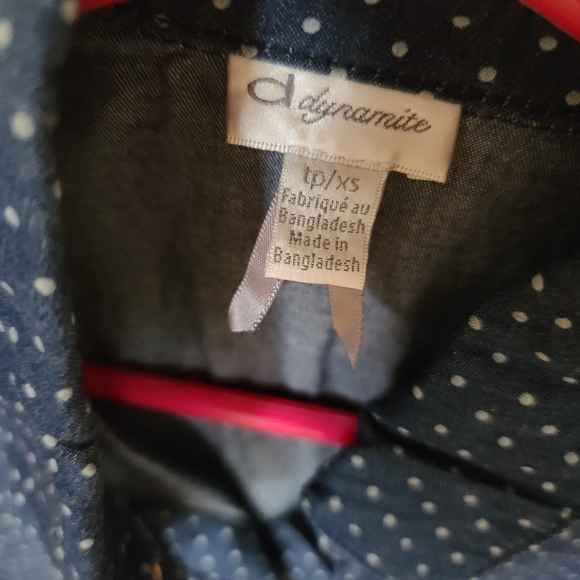 d dynamite
tp/xs
Fabriqué au
Bangladesh
Made in
Bangladesh